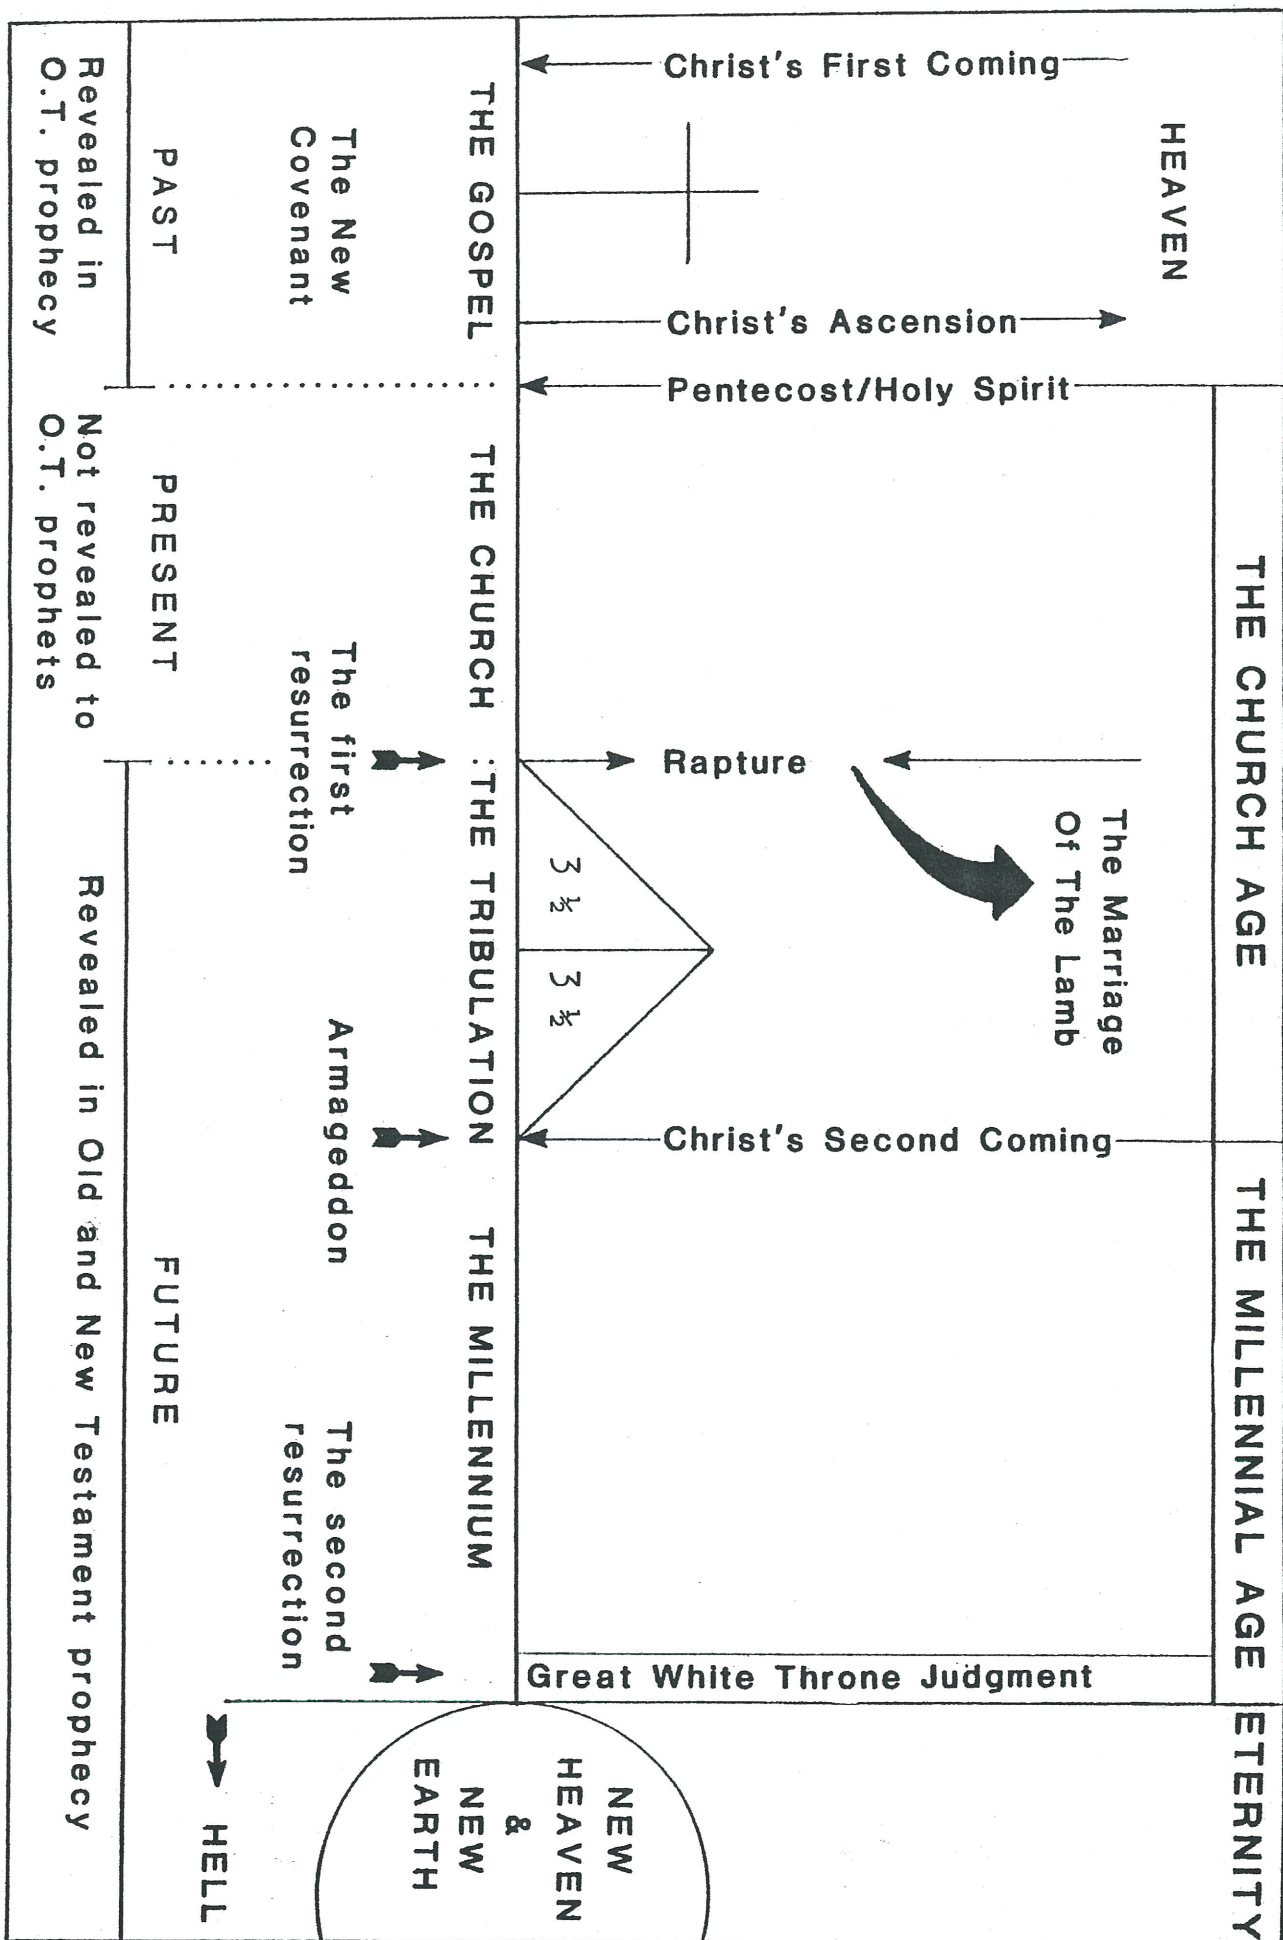 THE CHURCH AGE
THE MILLENNIAL AGE
ETERNITY
HEAVEN
The Marriage
Of The Lamb
Christ's First Coming
Christ's Ascension
Pentecost/Holy Spirit
Rapture
Christ's Second Coming
Great White Throne Judgment
3 ½
3 ½
NEW
HEAVEN
&
NEW
EARTH
THE GOSPEL
THE CHURCH
:THE TRIBULATION
THE MILLENNIUM
The New
Covenant
The first
resurrection
Armageddon
The second
resurrection
HELL
PAST
PRESENT
FUTURE
Revealed in
O.T. prophecy
Not revealed to
O.T. prophets
Revealed in Old and New Testament prophecy